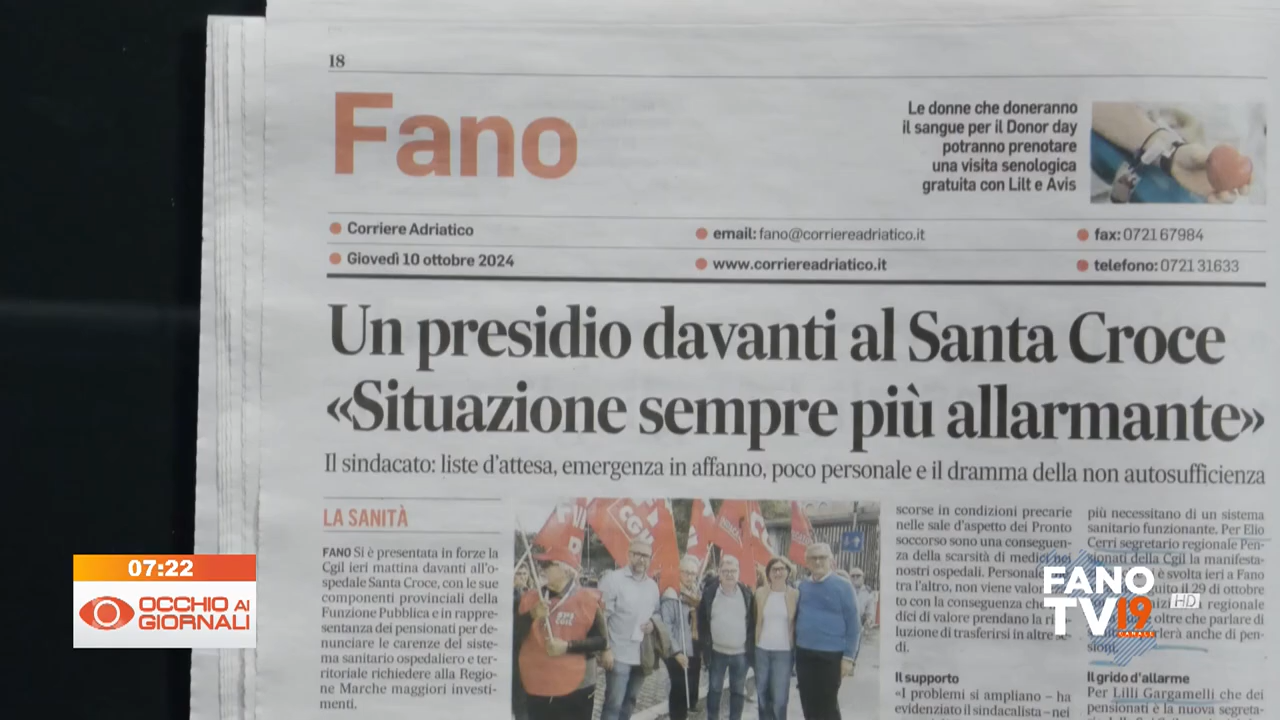 18
Fano
Le donne che doneranno
il sangue per il Donor day
potranno prenotare
una visita senologica
gratuita con Lilt e Avis
Corriere Adriatico
email: fano@corriereadriatico.it
fax: 0721 67984
Giovedì 10 ottobre 2024
www.corriereadriatico.it
telefono: 0721 31633
Un presidio davanti al Santa Croce
«Situazione sempre più allarmante»
Il sindacato: liste d'attesa, emergenza in affanno, poco personale e il dramma della non autosufficienza
LA SANITÀ
FANO Si è presentata in forze la
Cgil ieri mattina davanti all'o-
spedale Santa Croce, con le sue
componenti provinciali della
Funzione Pubblica e in rappre-
sentanza dei pensionati per de-
nunciare le carenze del siste-
ma sanitario ospedaliero e ter-
ritoriale richiedere alla Regio-
ne Marche maggiori investi-
menti.
scorse in condizioni precarie
nelle sale d'aspetto dei Pronto
soccorso sono una conseguen-
za della scarsità di medici nei
nostri ospedali. Personale
tra l'altro, non viene
to con la conseguenza
dici di valore prendano la
luzione di trasferirsi in altre
di.
Il supporto
«I problemi si ampliano – ha
evidenziato il sindacalista – nei
più necessitano di un sistema
sanitario funzionante. Per Elio
Cerri segretario regionale Pen-
sionati della Cgil la manifesta-
è svolta ieri a Fano
il 29 di ottobre
regionale
oltre che parlare di
anche di pen-
sioni.
Il grido d'allarme
Per Lilli Gargamelli che dei
pensionati è la nuova segreta-
CGIL
07:22
OCCHIO AI
GIORNALI
FANO
TV19
HD